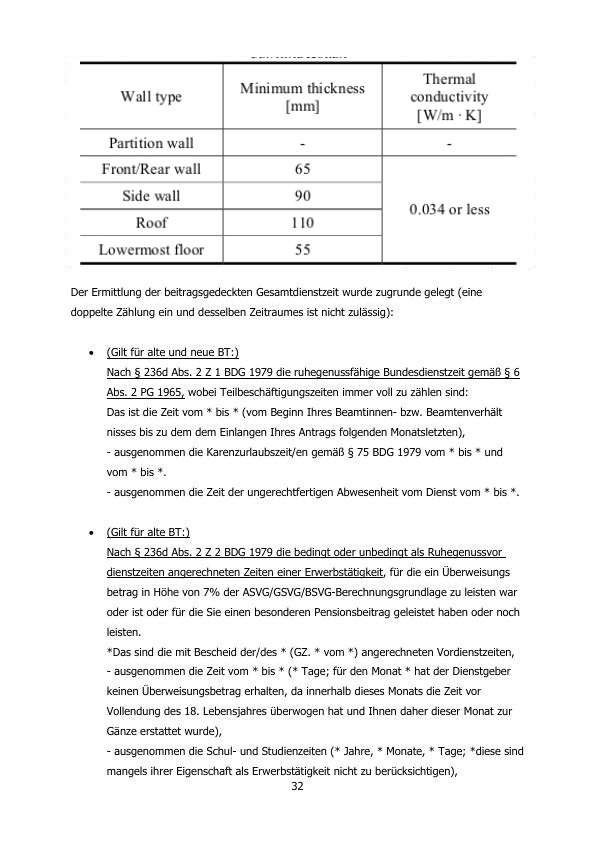 Wall type
Minimum thickness
[mm]
Thermal
conductivity
[W/m · K]
Partition wall - -
Front/Rear wall 65
Side wall 90
0.034 or less
Roof 110
Lowermost floor 55
Der Ermittlung der beitragsgedeckten Gesamtdienstzeit wurde zugrunde gelegt (eine
doppelte Zählung ein und desselben Zeitraumes ist nicht zulässig):
• (Gilt für alte und neue BT:)
Nach § 236d Abs. 2 Z 1 BDG 1979 die ruhegenussfähige Bundesdienstzeit gemäß § 6
Abs. 2 PG 1965, wobei Teilbeschäftigungszeiten immer voll zu zählen sind:
Das ist die Zeit vom * bis * (vom Beginn Ihres Beamtinnen- bzw. Beamtenverhält
nisses bis zu dem dem Einlangen Ihres Antrags folgenden Monatsletzten),
- ausgenommen die Karenzurlaubszeit/en gemäß § 75 BDG 1979 vom * bis * und
vom * bis *.
- ausgenommen die Zeit der ungerechtfertigen Abwesenheit vom Dienst vom * bis *.
• (Gilt für alte BT:)
Nach § 236d Abs. 2 Z 2 BDG 1979 die bedingt oder unbedingt als Ruhegenussvor
dienstzeiten angerechneten Zeiten einer Erwerbstätigkeit, für die ein Überweisungs
betrag in Höhe von 7% der ASVG/GSVG/BSVG-Berechnungsgrundlage zu leisten war
oder ist oder für die Sie einen besonderen Pensionsbeitrag geleistet haben oder noch
leisten.
*Das sind die mit Bescheid der/des * (GZ. * vom *) angerechneten Vordienstzeiten,
- ausgenommen die Zeit vom * bis * (* Tage; für den Monat * hat der Dienstgeber
keinen Überweisungsbetrag erhalten, da innerhalb dieses Monats die Zeit vor
Vollendung des 18. Lebensjahres überwogen hat und Ihnen daher dieser Monat zur
Gänze erstattet wurde),
- ausgenommen die Schul- und Studienzeiten (* Jahre, * Monate, * Tage; *diese sind
mangels ihrer Eigenschaft als Erwerbstätigkeit nicht zu berücksichtigen),
32